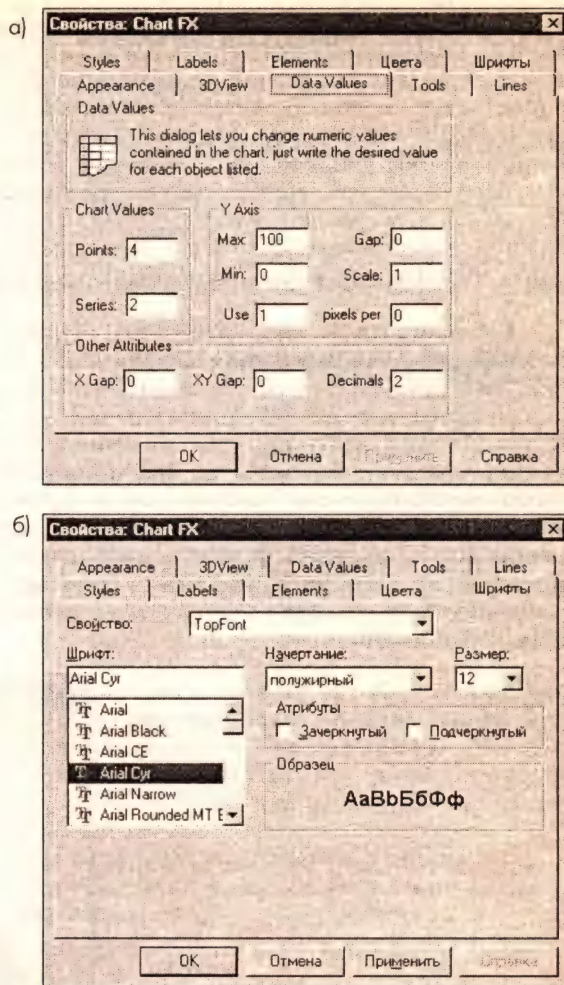 а)
Свойства: Chart FX
Styles Labels Elements Цвета Шрифты
Appearance 3DView Data Values Tools Lines
Data Values
This dialog lets you change numeric values
contained in the chart, just write the desired value
for each object listed.
Chart Values
Y Axis
Points: 4
Max: 100 Gap: 0
Min: 0 Scale: 1
Series: 2
Use 1 pixels per 0
Other Attributes
X Gap: 0 XY Gap: 0 Decimals 2
OK Отмена Применить Справка
б)
Свойства: Chart FX
Appearance 3DView Data Values Tools Lines
Styles Labels Elements Цвета Шрифты
Свойство: TopFont
Шрифт: Начертание: Размер:
Arial Cyr полужирный 12
Arial
Arial Black
Arial CE
Arial Cyr
Arial Narrow
Arial Rounded MT E
Атрибуты
Зачеркнутый Подчеркнутый
Образец
АаВbБбФф
OK Отмена Применить Справка